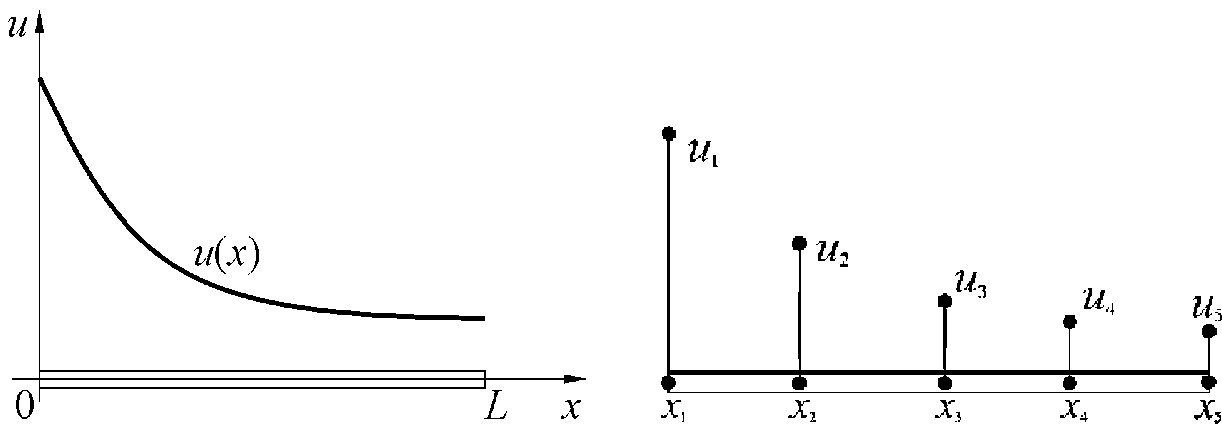 u
u(x)
0
L
x
u₁
u₂
u₃
u₄
u₅
x₁
x₂
x₃
x₄
x₅